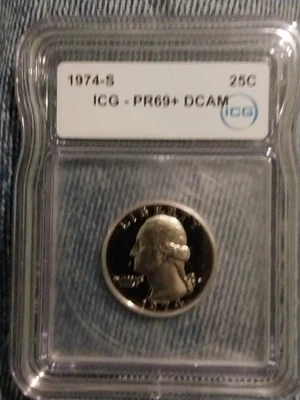 1974-S 25C
ICG - PR69+ DCAM
ICG
LIBERTY
1974